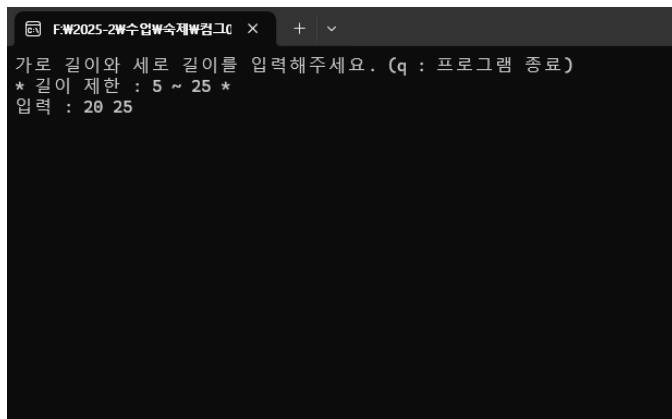 F:₩2025-2₩수업₩숙제₩컴그
가로 길이와 세로 길이를 입력해주세요. (q : 프로그램 종료)
* 길이 제한 : 5 ~ 25 *
입력 : 20 25